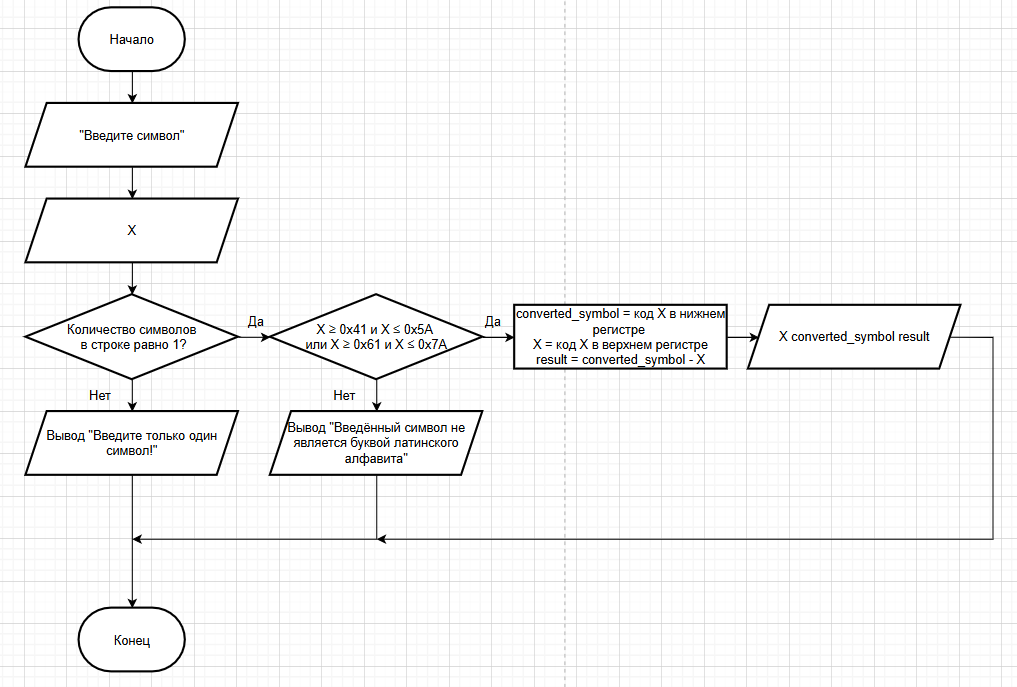 Начало
"Введите символ"
X
Количество символов
в строке равно 1?
Да
X ≥ 0x41 и X ≤ 0x5A
или X ≥ 0x61 и X ≤ 0x7A
Да
converted_symbol = код X в нижнем
регистре
X = код X в верхнем регистре
result = converted_symbol - X
X converted_symbol result
Нет
Вывод "Введите только один
символ!"
Нет
Вывод "Введённый символ не
является буквой латинского
алфавита"
Конец